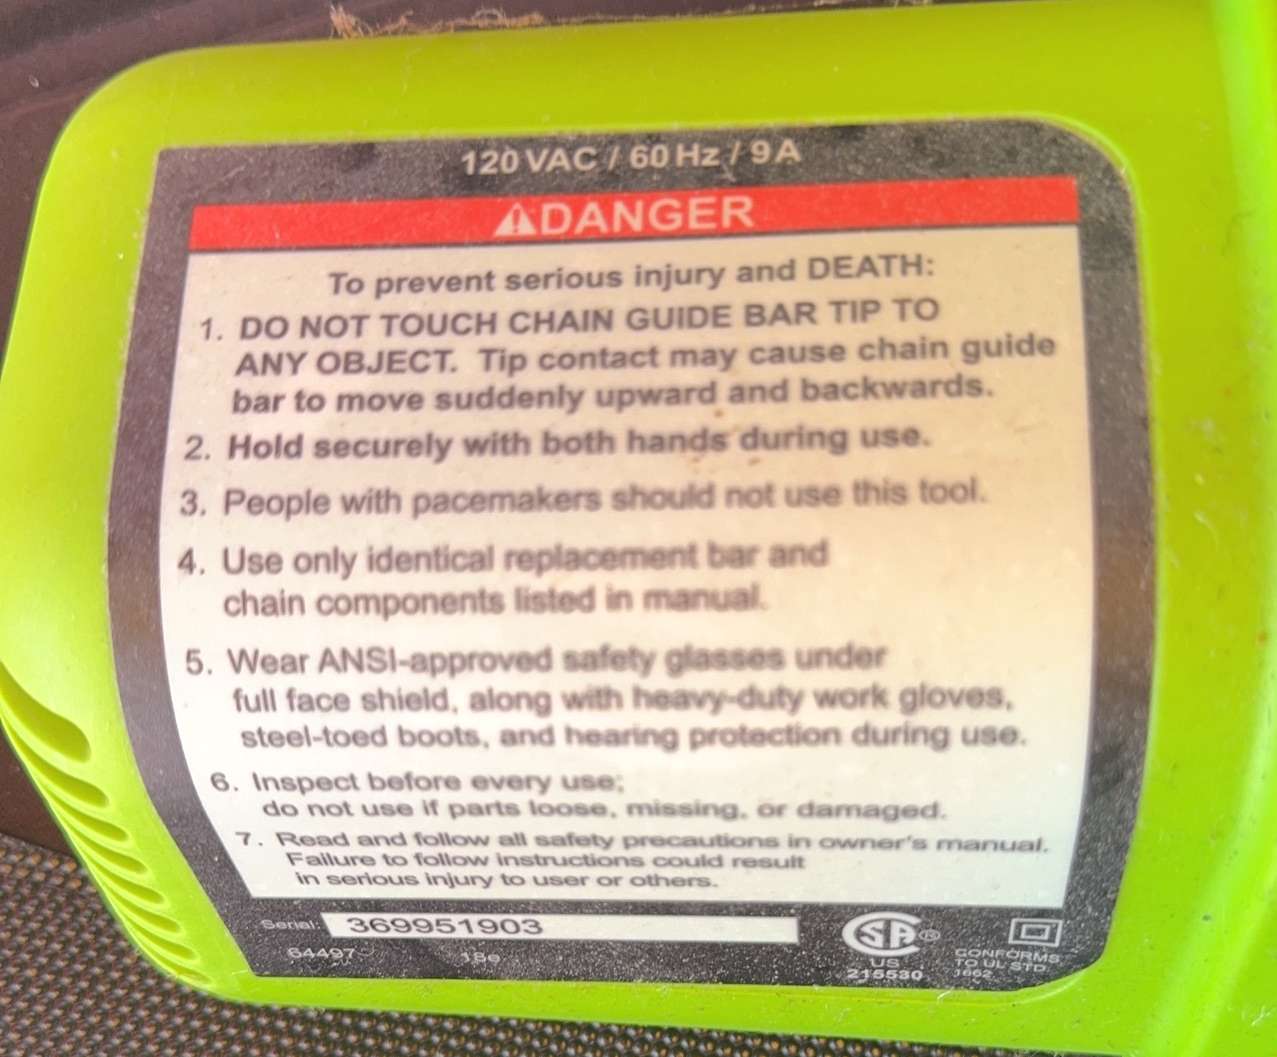 120 VAC / 60 Hz / 9 A
⚠DANGER
To prevent serious injury and DEATH:
1. DO NOT TOUCH CHAIN GUIDE BAR TIP TO
ANY OBJECT. Tip contact may cause chain guide
bar to move suddenly upward and backwards.
2. Hold securely with both hands during use.
3. People with pacemakers should not use this tool.
4. Use only identical replacement bar and
chain components listed in manual.
5. Wear ANSI-approved safety glasses under
full face shield, along with heavy-duty work gloves,
steel-toed boots, and hearing protection during use.
6. Inspect before every use;
do not use if parts loose, missing, or damaged.
7. Read and follow all safety precautions in owner's manual.
Failure to follow instructions could result
in serious injury to user or others.
Serial: 369951903
64497 18e
SA®
US
215530
CONFORMS
TO UL STD.
1662